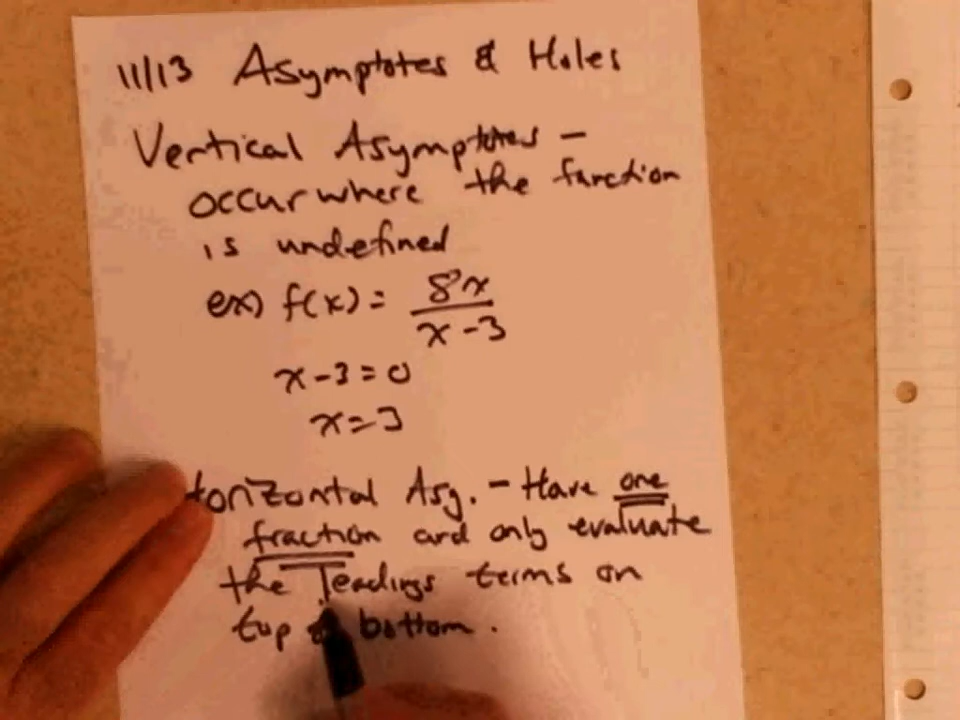 11/13 Asymptotes & Holes
Vertical Asymptotes -
occur where the function
is undefined
ex) f(x) = 8x / x - 3
x - 3 = 0
x = 3
Horizontal Asy. - Have one
fraction and only evaluate
the leadings terms on
top & bottom.